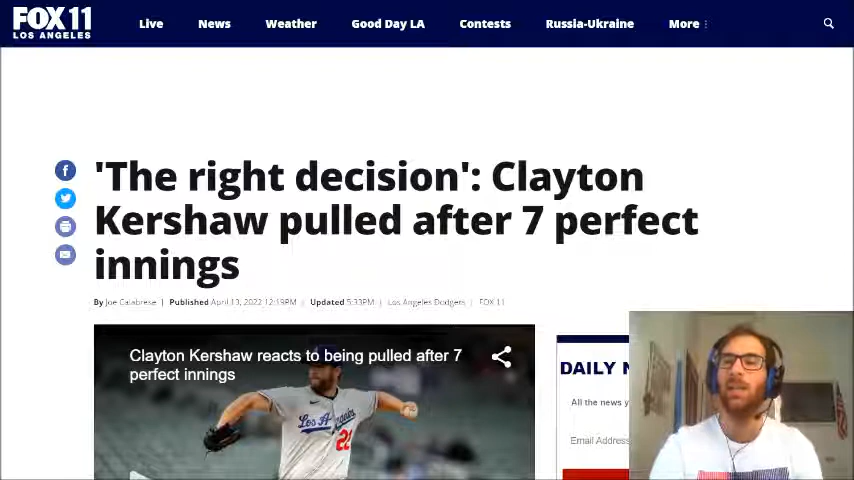 FOX 11
LOS ANGELES
Live News Weather Good Day LA Contests Russia-Ukraine More
'The right decision': Clayton
Kershaw pulled after 7 perfect
innings
By Joe Calabrese | Published April 13, 2022 12:19PM | Updated 5:33PM | Los Angeles Dodgers | FOX 11
Clayton Kershaw reacts to being pulled after 7
perfect innings
Los Angeles
22
DAILY
All the news
Email Address